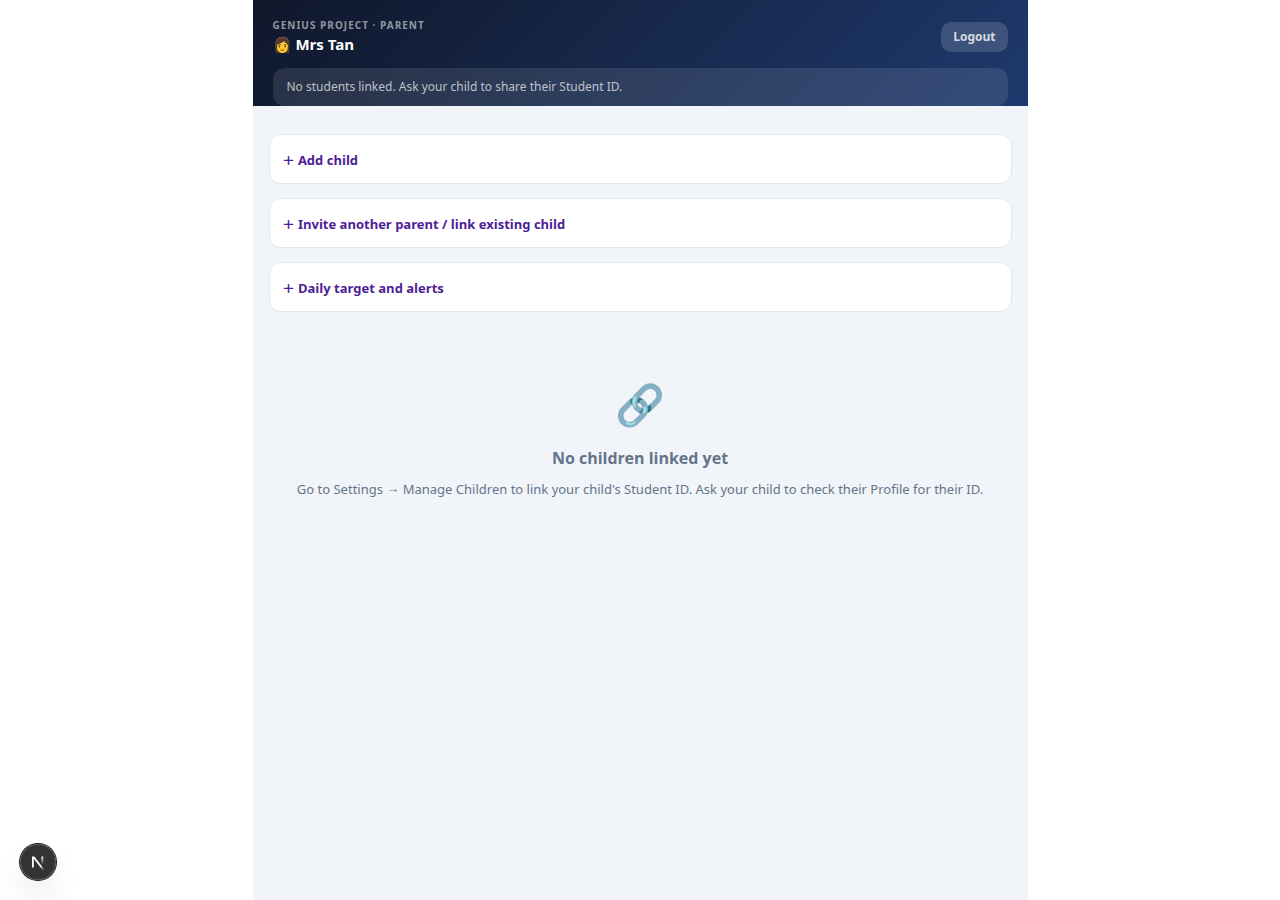 GENIUS PROJECT · PARENT
👩 Mrs Tan
Logout
No students linked. Ask your child to share their Student ID.
+ Add child
+ Invite another parent / link existing child
+ Daily target and alerts
No children linked yet
Go to Settings → Manage Children to link your child's Student ID. Ask your child to check their Profile for their ID.
N